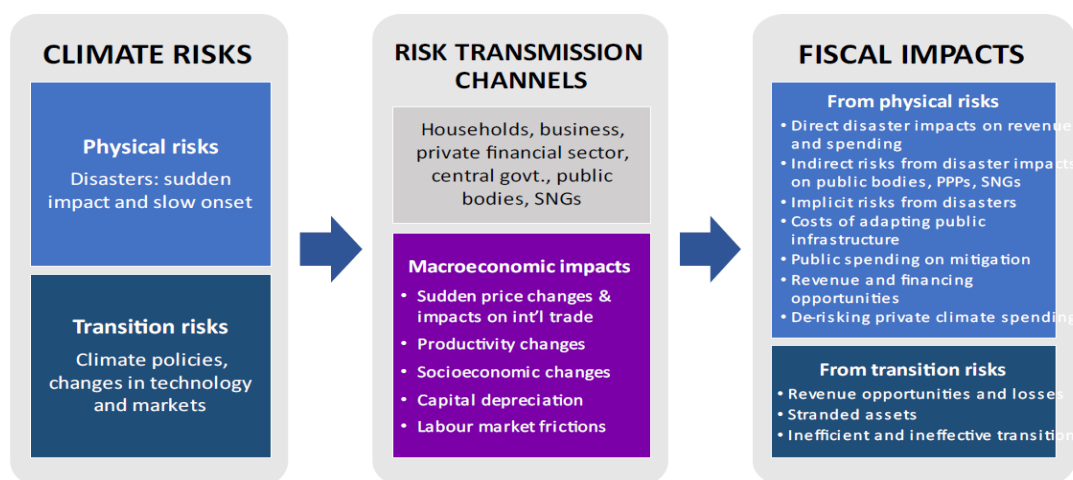 CLIMATE RISKS
Physical risks
Disasters: sudden
impact and slow onset
Transition risks
Climate policies,
changes in technology
and markets
RISK TRANSMISSION
CHANNELS
Households, business,
private financial sector,
central govt., public
bodies, SNGs
Macroeconomic impacts
• Sudden price changes &
impacts on int'l trade
• Productivity changes
• Socioeconomic changes
• Capital depreciation
• Labour market frictions
FISCAL IMPACTS
From physical risks
• Direct disaster impacts on revenue
and spending
• Indirect risks from disaster impacts
on public bodies, PPPs, SNGs
• Implicit risks from disasters
• Costs of adapting public
infrastructure
• Public spending on mitigation
• Revenue and financing
opportunities
• De-risking private climate spending
From transition risks
• Revenue opportunities and losses
• Stranded assets
• Inefficient and ineffective transition